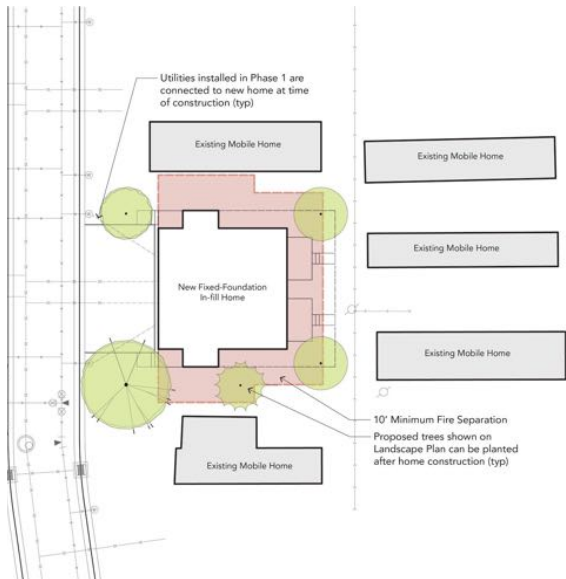 Utilities installed in Phase 1 are
connected to new home at time
of construction (typ)
Existing Mobile Home
Existing Mobile Home
Existing Mobile Home
New Fixed-Foundation
In-fill Home
Existing Mobile Home
10' Minimum Fire Separation
Proposed trees shown on
Landscape Plan can be planted
after home construction (typ)
Existing Mobile Home